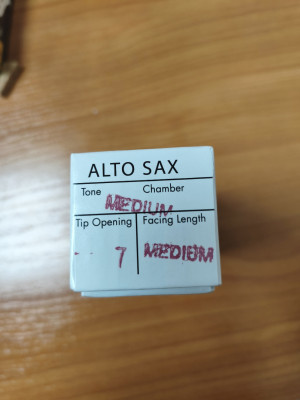 ALTO SAX
Tone Chamber
MEDIUM
Tip Opening Facing Length
7 MEDIUM